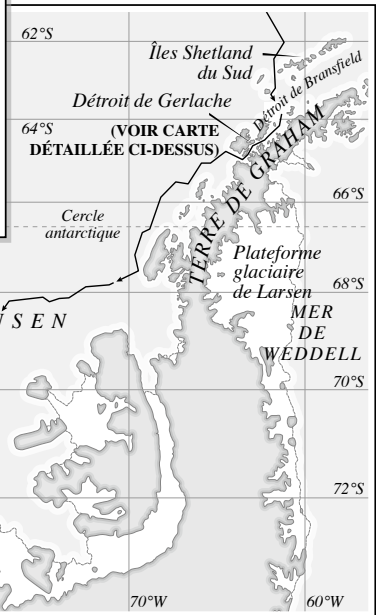 62°S
Îles Shetland
du Sud
Détroit de Bransfield
Détroit de Gerlache
64°S
(VOIR CARTE
DÉTAILLÉE CI-DESSUS)
TERRE DE GRAHAM
66°S
Cercle
antarctique
Plateforme
glaciaire
de Larsen
68°S
MER
DE
WEDDELL
SEN
70°S
72°S
70°W
60°W